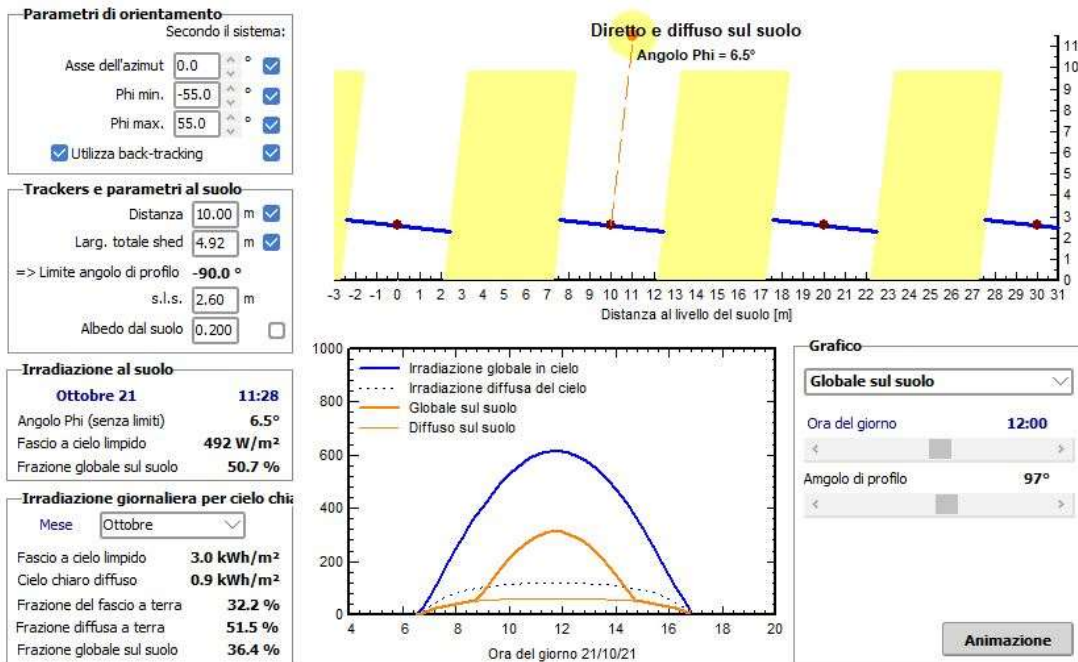 Parametri di orientamento
Secondo il sistema:
Asse dell'azimut 0.0 °
Phi min. -55.0 °
Phi max. 55.0 °
Utilizza back-tracking
Trackers e parametri al suolo
Distanza 10.00 m
Larg. totale shed 4.92 m
=> Limite angolo di profilo -90.0 °
s.l.s. 2.60 m
Albedo dal suolo 0.200
Irradiazione al suolo
Ottobre 21 11:28
Angolo Phi (senza limiti) 6.5°
Fascio a cielo limpido 492 W/m²
Frazione globale sul suolo 50.7 %
Irradiazione giornaliera per cielo chia
Mese Ottobre
Fascio a cielo limpido 3.0 kWh/m²
Cielo chiaro diffuso 0.9 kWh/m²
Frazione del fascio a terra 32.2 %
Frazione diffusa a terra 51.5 %
Frazione globale sul suolo 36.4 %
Diretto e diffuso sul suolo
Angolo Phi = 6.5°
11
10
9
8
7
6
5
4
3
2
1
0
-3 -2 -1 0 1 2 3 4 5 6 7 8 9 10 11 12 13 14 15 16 17 18 19 20 21 22 23 24 25 26 27 28 29 30 31
Distanza al livello del suolo [m]
1000
800
600
400
200
0
Irradiazione globale in cielo
Irradiazione diffusa del cielo
Globale sul suolo
Diffuso sul suolo
4 6 8 10 12 14 16 18 20
Ora del giorno 21/10/21
Grafico
Globale sul suolo
Ora del giorno 12:00
Amgolo di profilo 97°
Animazione